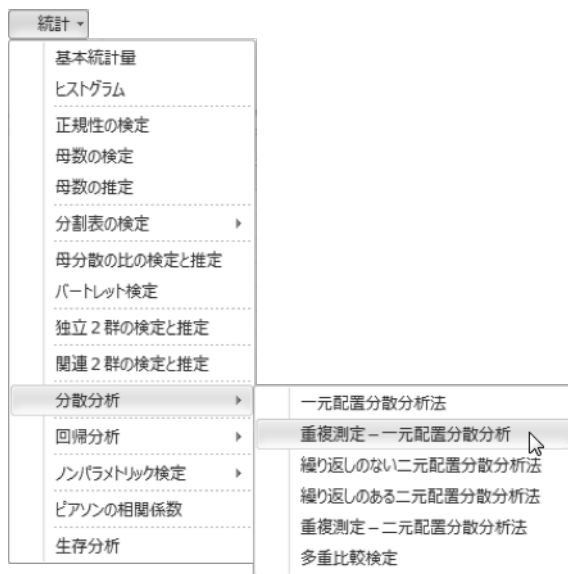 統計
基本統計量
ヒストグラム
正規性の検定
母数の検定
母数の推定
分割表の検定
母分散の比の検定と推定
バートレット検定
独立２群の検定と推定
関連２群の検定と推定
分散分析
回帰分析
ノンパラメトリック検定
ピアソンの相関係数
生存分析
一元配置分散分析法
重複測定－一元配置分散分析
繰り返しのない二元配置分散分析法
繰り返しのある二元配置分散分析法
重複測定－二元配置分散分析法
多重比較検定